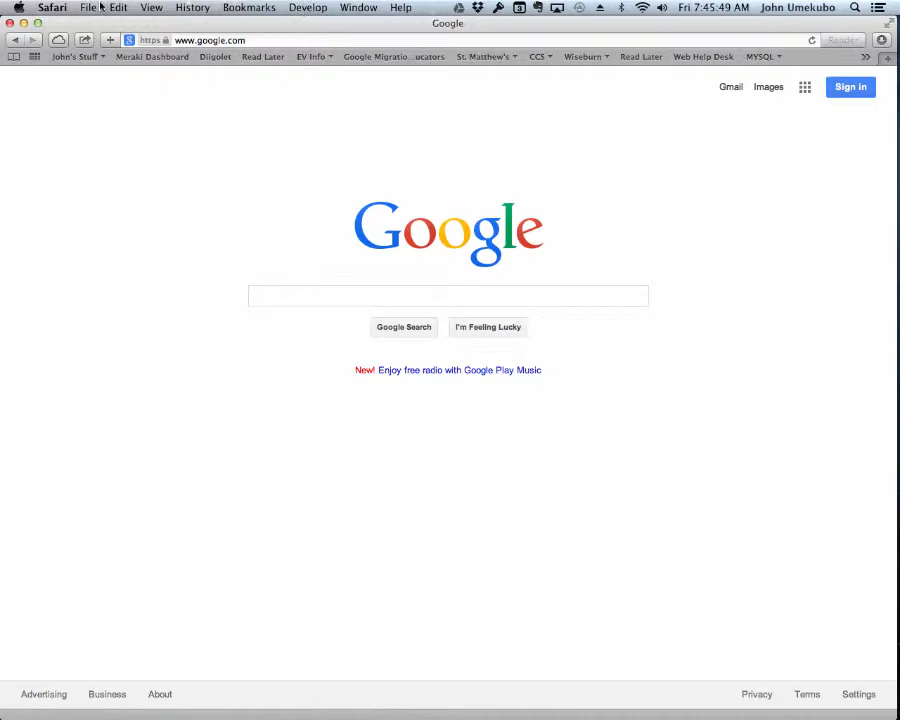 Safari File Edit View History Bookmarks Develop Window Help 3 Fri 7:45:49 AM John Umekubo
Google
8 https www.google.com Reader
John's Stuff Meraki Dashboard Diigolet Read Later EV Info Google Migratio...ucators St. Matthew's CCS Wiseburn Read Later Web Help Desk MYSQL
Gmail Images Sign in
Google
Google Search I'm Feeling Lucky
New! Enjoy free radio with Google Play Music
Advertising Business About Privacy Terms Settings